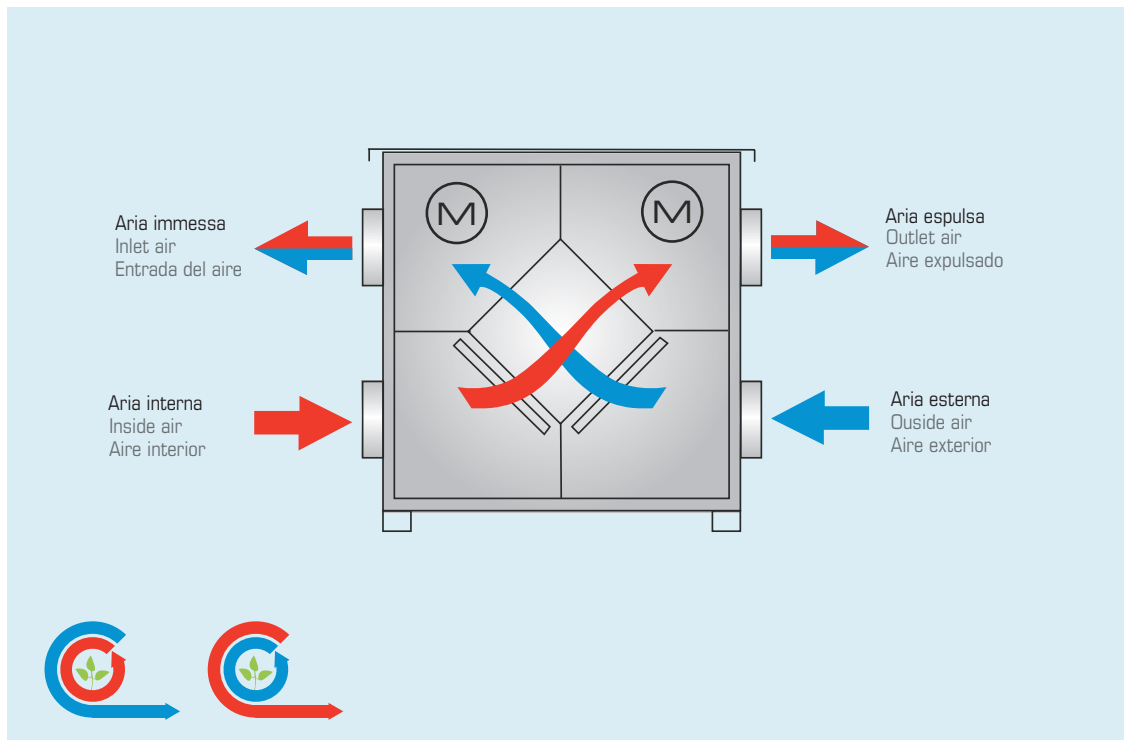 Aria immessa
Inlet air
Entrada del aire
M
M
Aria espulsa
Outlet air
Aire expulsado
Aria interna
Inside air
Aire interior
Aria esterna
Ouside air
Aire exterior